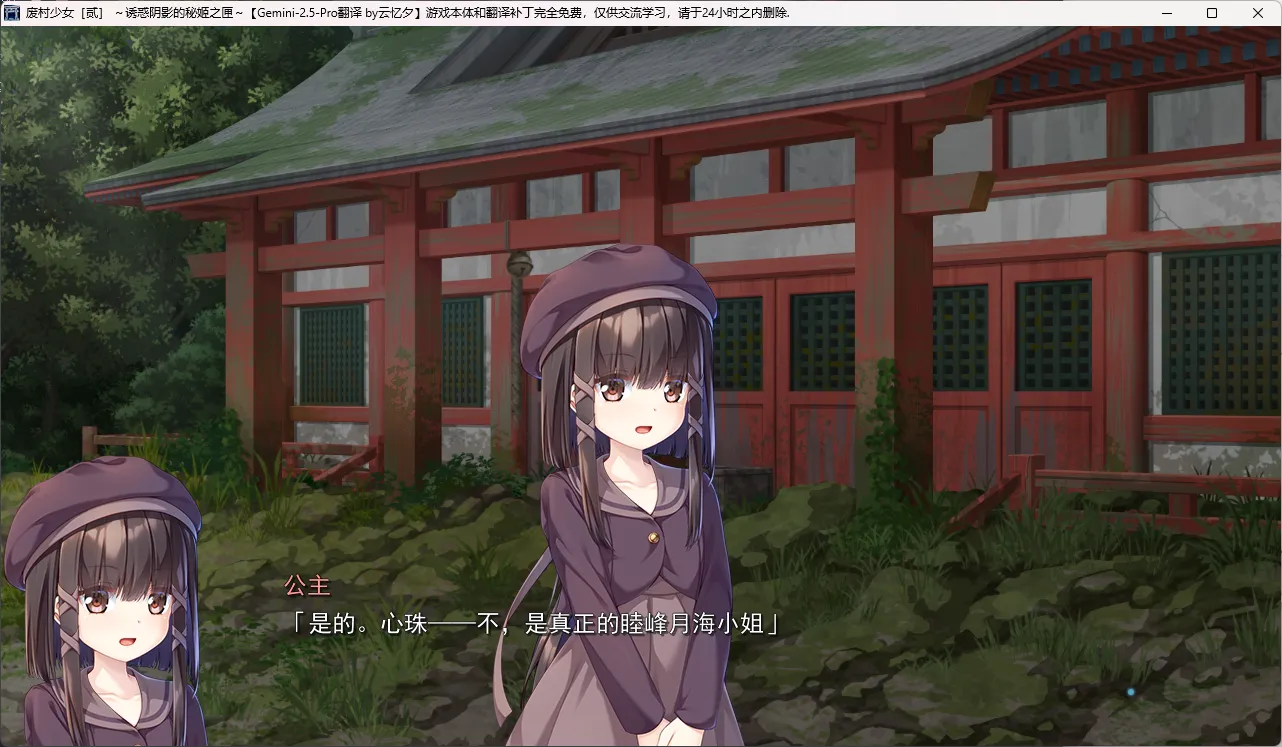 废村少女［贰］ ～诱惑阴影的秘姬之匣～【Gemini-2.5-Pro翻译 by云忆夕】游戏本体和翻译补丁完全免费，仅供交流学习，请于24小时之内删除.
公主
「是的。心珠——不，是真正的睦峰月海小姐」